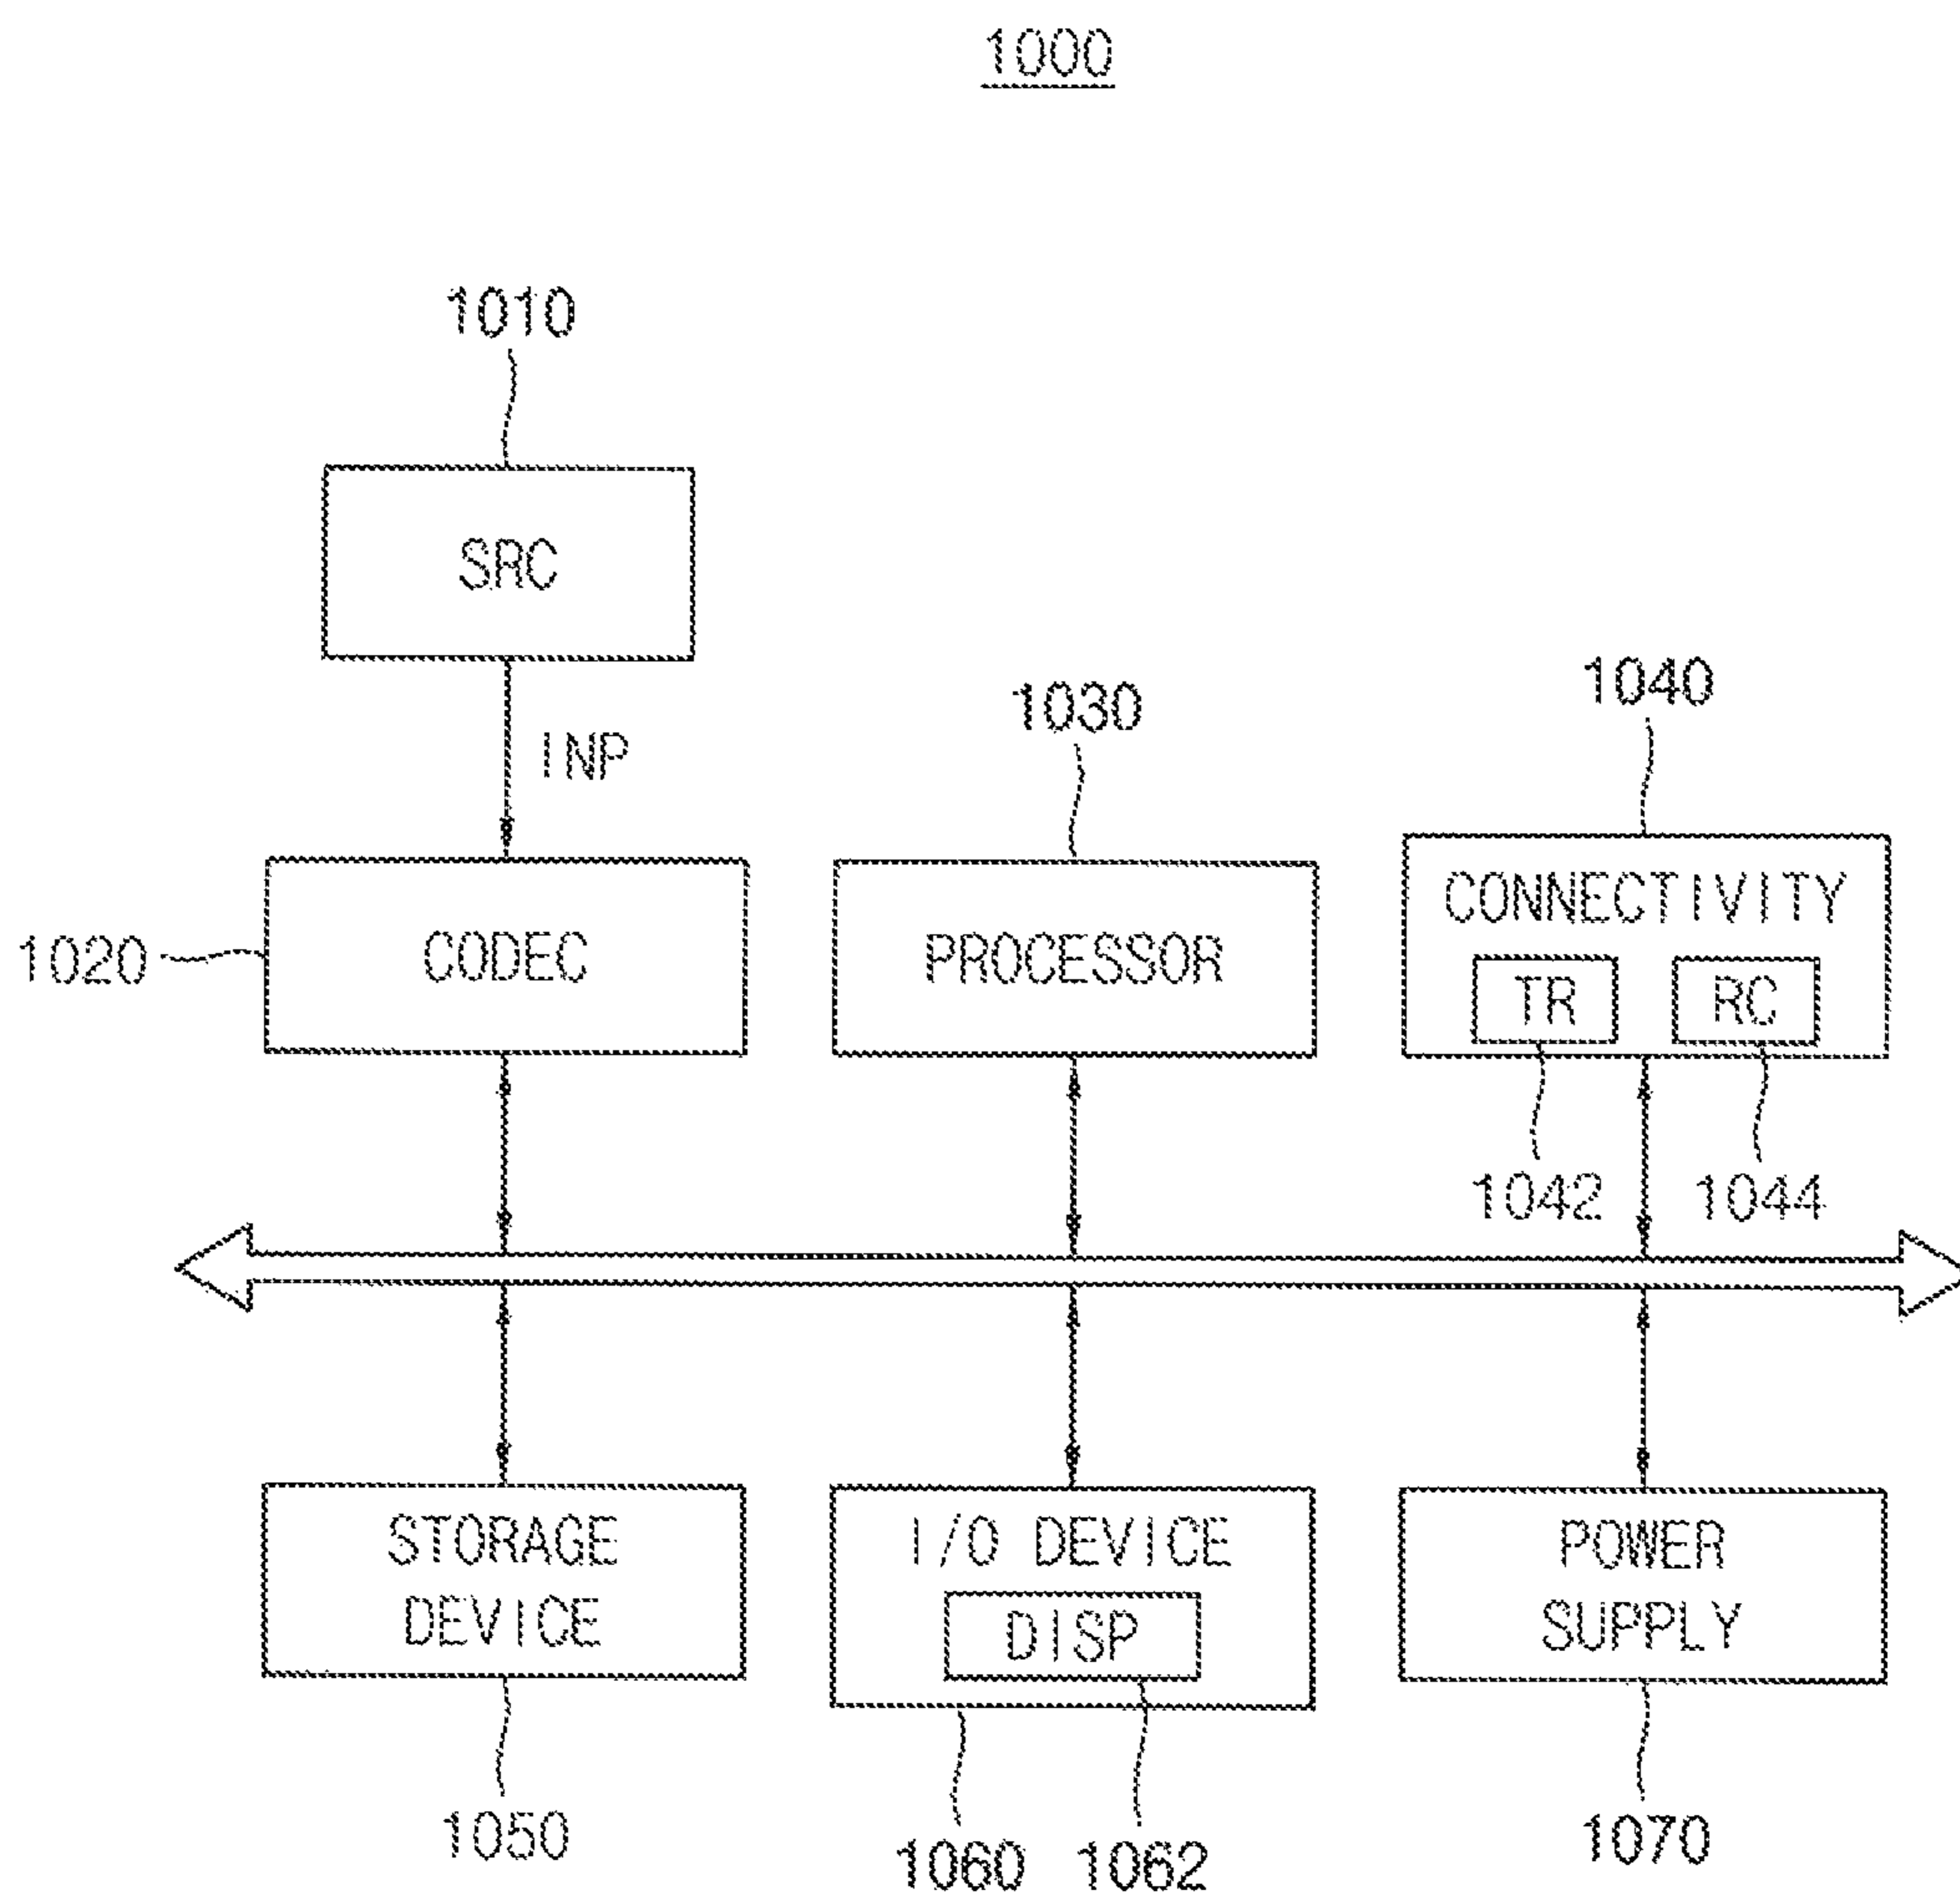 1000
1010
SRC
INP
1030
1040
1020
CODEC
PROCESSOR
CONNECTIVITY
TR
RC
1042
1044
STORAGE
DEVICE
I/O DEVICE
DISP
POWER
SUPPLY
1050
1060
1062
1070